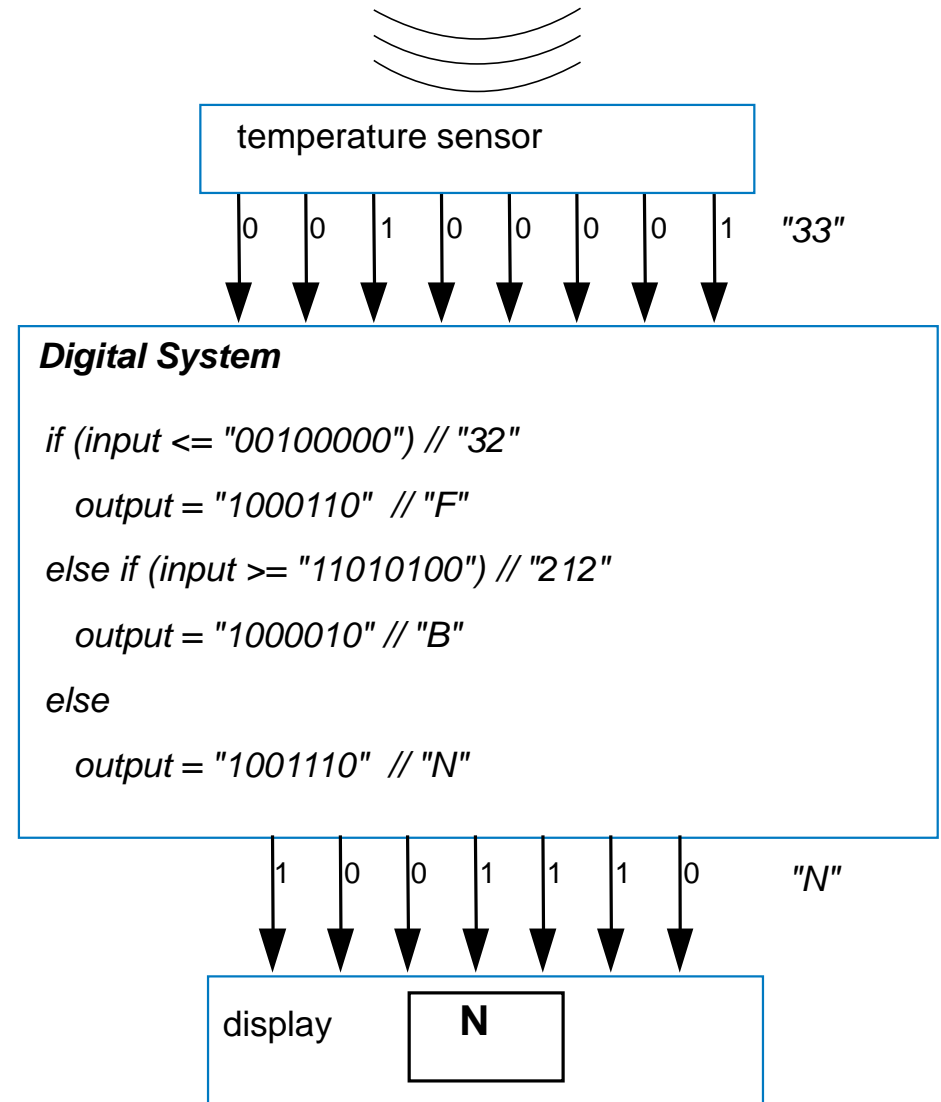 temperature sensor
0 0 1 0 0 0 0 1 "33"
Digital System
if (input <= "00100000") // "32"
output = "1000110" // "F"
else if (input >= "11010100") // "212"
output = "1000010" // "B"
else
output = "1001110" // "N"
1 0 0 1 1 1 0 "N"
display N